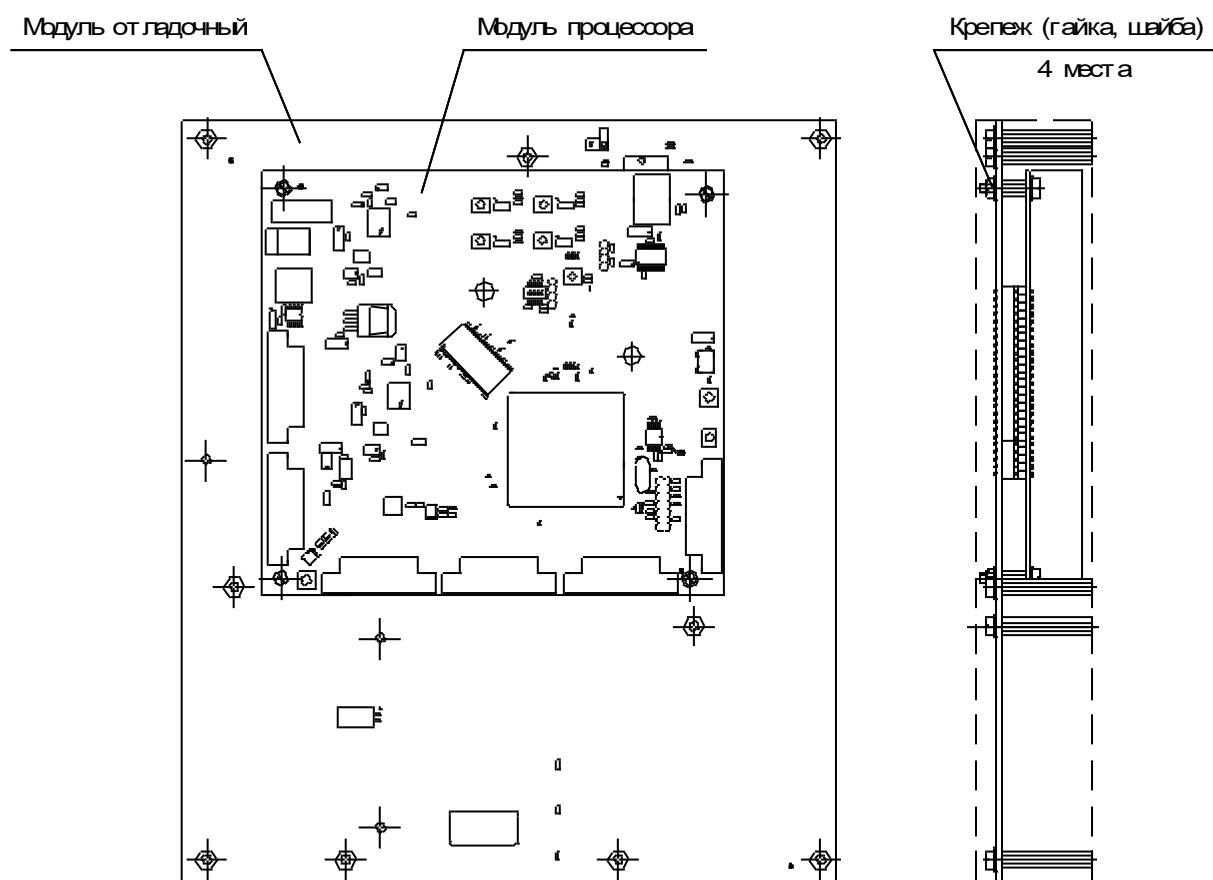 Модуль отладочный
Модуль процессора
Крепеж (гайка, шайба)
4 места